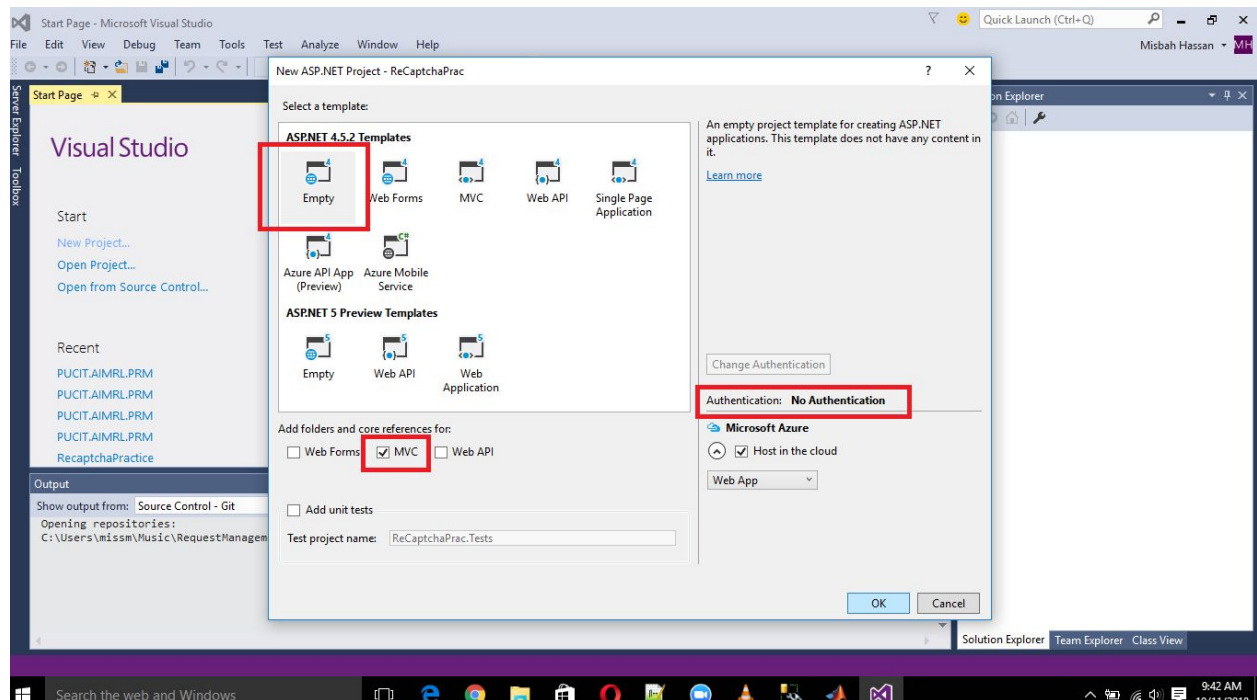 Start Page - Microsoft Visual Studio
Quick Launch (Ctrl+Q)
File Edit View Debug Team Tools Test Analyze Window Help
Misbah Hassan MH
Server Explorer
Toolbox
Start Page
Visual Studio
Start
New Project...
Open Project...
Open from Source Control...
Recent
PUCIT.AIMRL.PRM
PUCIT.AIMRL.PRM
PUCIT.AIMRL.PRM
PUCIT.AIMRL.PRM
RecaptchaPractice
New ASP.NET Project - ReCaptchaPrac
? X
Select a template:
ASP.NET 4.5.2 Templates
Empty
Web Forms
MVC
Web API
Single Page
Application
Azure API App
(Preview)
Azure Mobile
Service
ASP.NET 5 Preview Templates
Empty
Web API
Web
Application
Add folders and core references for:
Web Forms MVC Web API
Add unit tests
Test project name: ReCaptchaPrac.Tests
An empty project template for creating ASP.NET
applications. This template does not have any content in
it.
Learn more
Change Authentication
Authentication: No Authentication
Microsoft Azure
Host in the cloud
Web App
OK Cancel
on Explorer
Output
Show output from: Source Control - Git
Opening repositories:
C:\Users\missm\Music\RequestManagem
Solution Explorer Team Explorer Class View
Search the web and Windows
9:42 AM